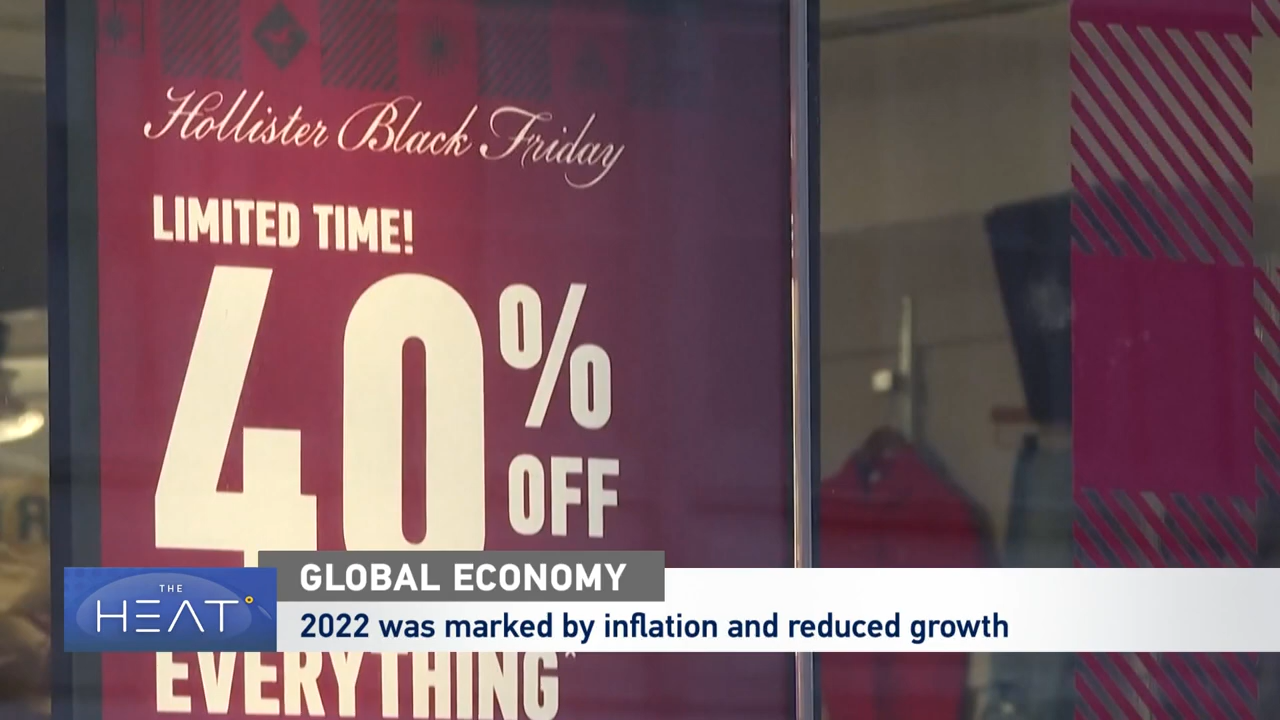 Hollister Black Friday
LIMITED TIME!
40%
OFF
EVERYTHING*
GLOBAL ECONOMY
THE
HEAT
2022 was marked by inflation and reduced growth